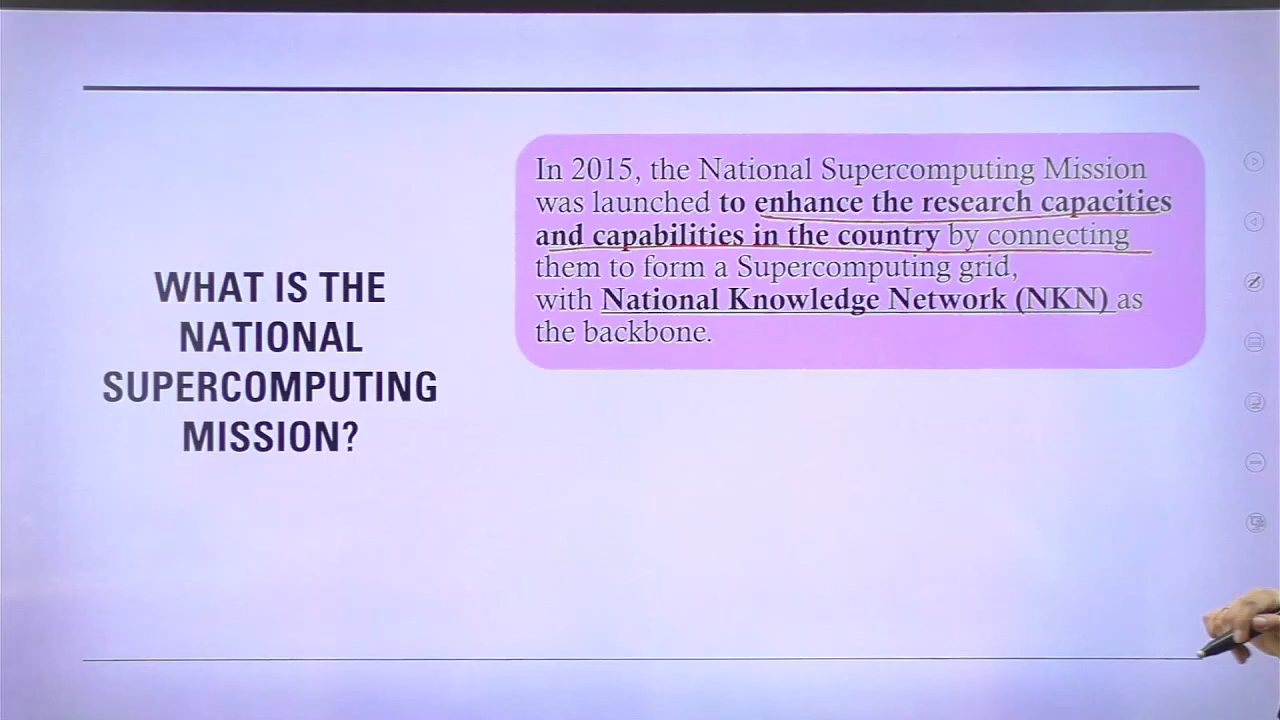 WHAT IS THE
NATIONAL
SUPERCOMPUTING
MISSION?
In 2015, the National Supercomputing Mission
was launched to enhance the research capacities
and capabilities in the country by connecting
them to form a Supercomputing grid,
with National Knowledge Network (NKN) as
the backbone.